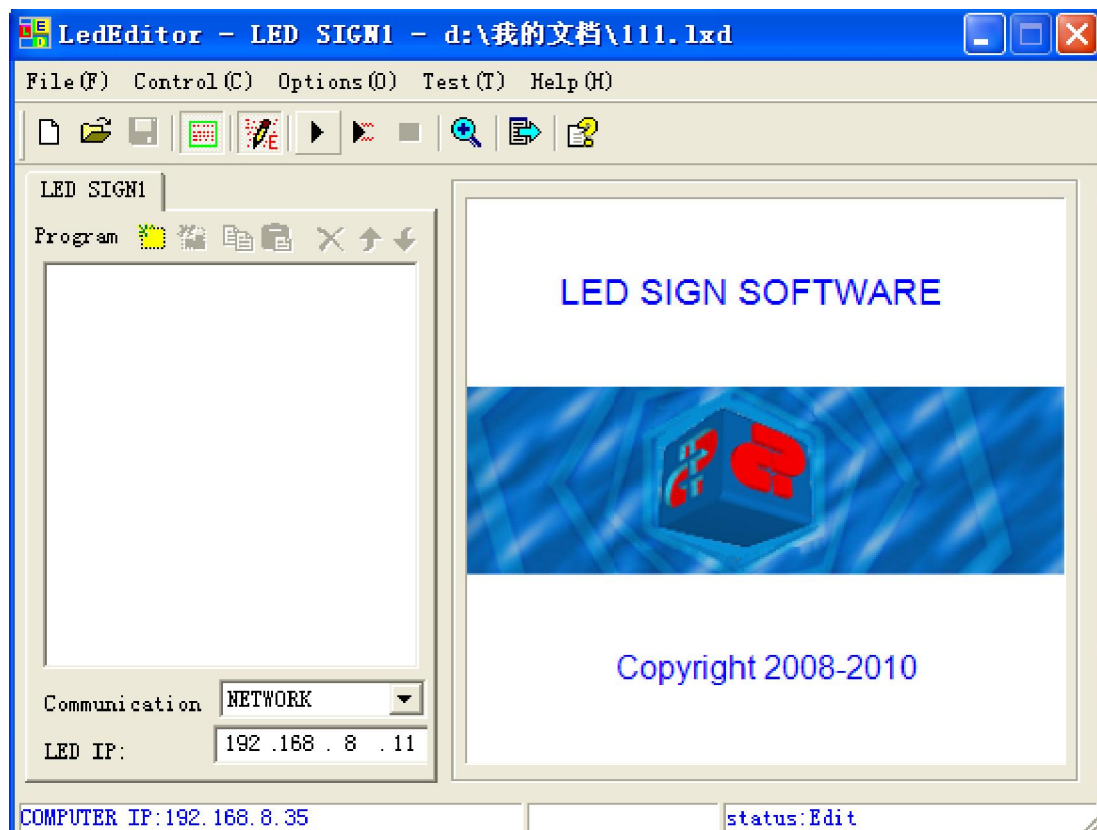 LedEditor - LED SIGN1 - d:\我的文档\111.lxd
File(F) Control(C) Options(O) Test(T) Help(H)
LED SIGN1
Program
LED SIGN SOFTWARE
Copyright 2008-2010
Communication NETWORK
LED IP: 192 .168 . 8 . 11
COMPUTER IP:192.168.8.35
status:Edit